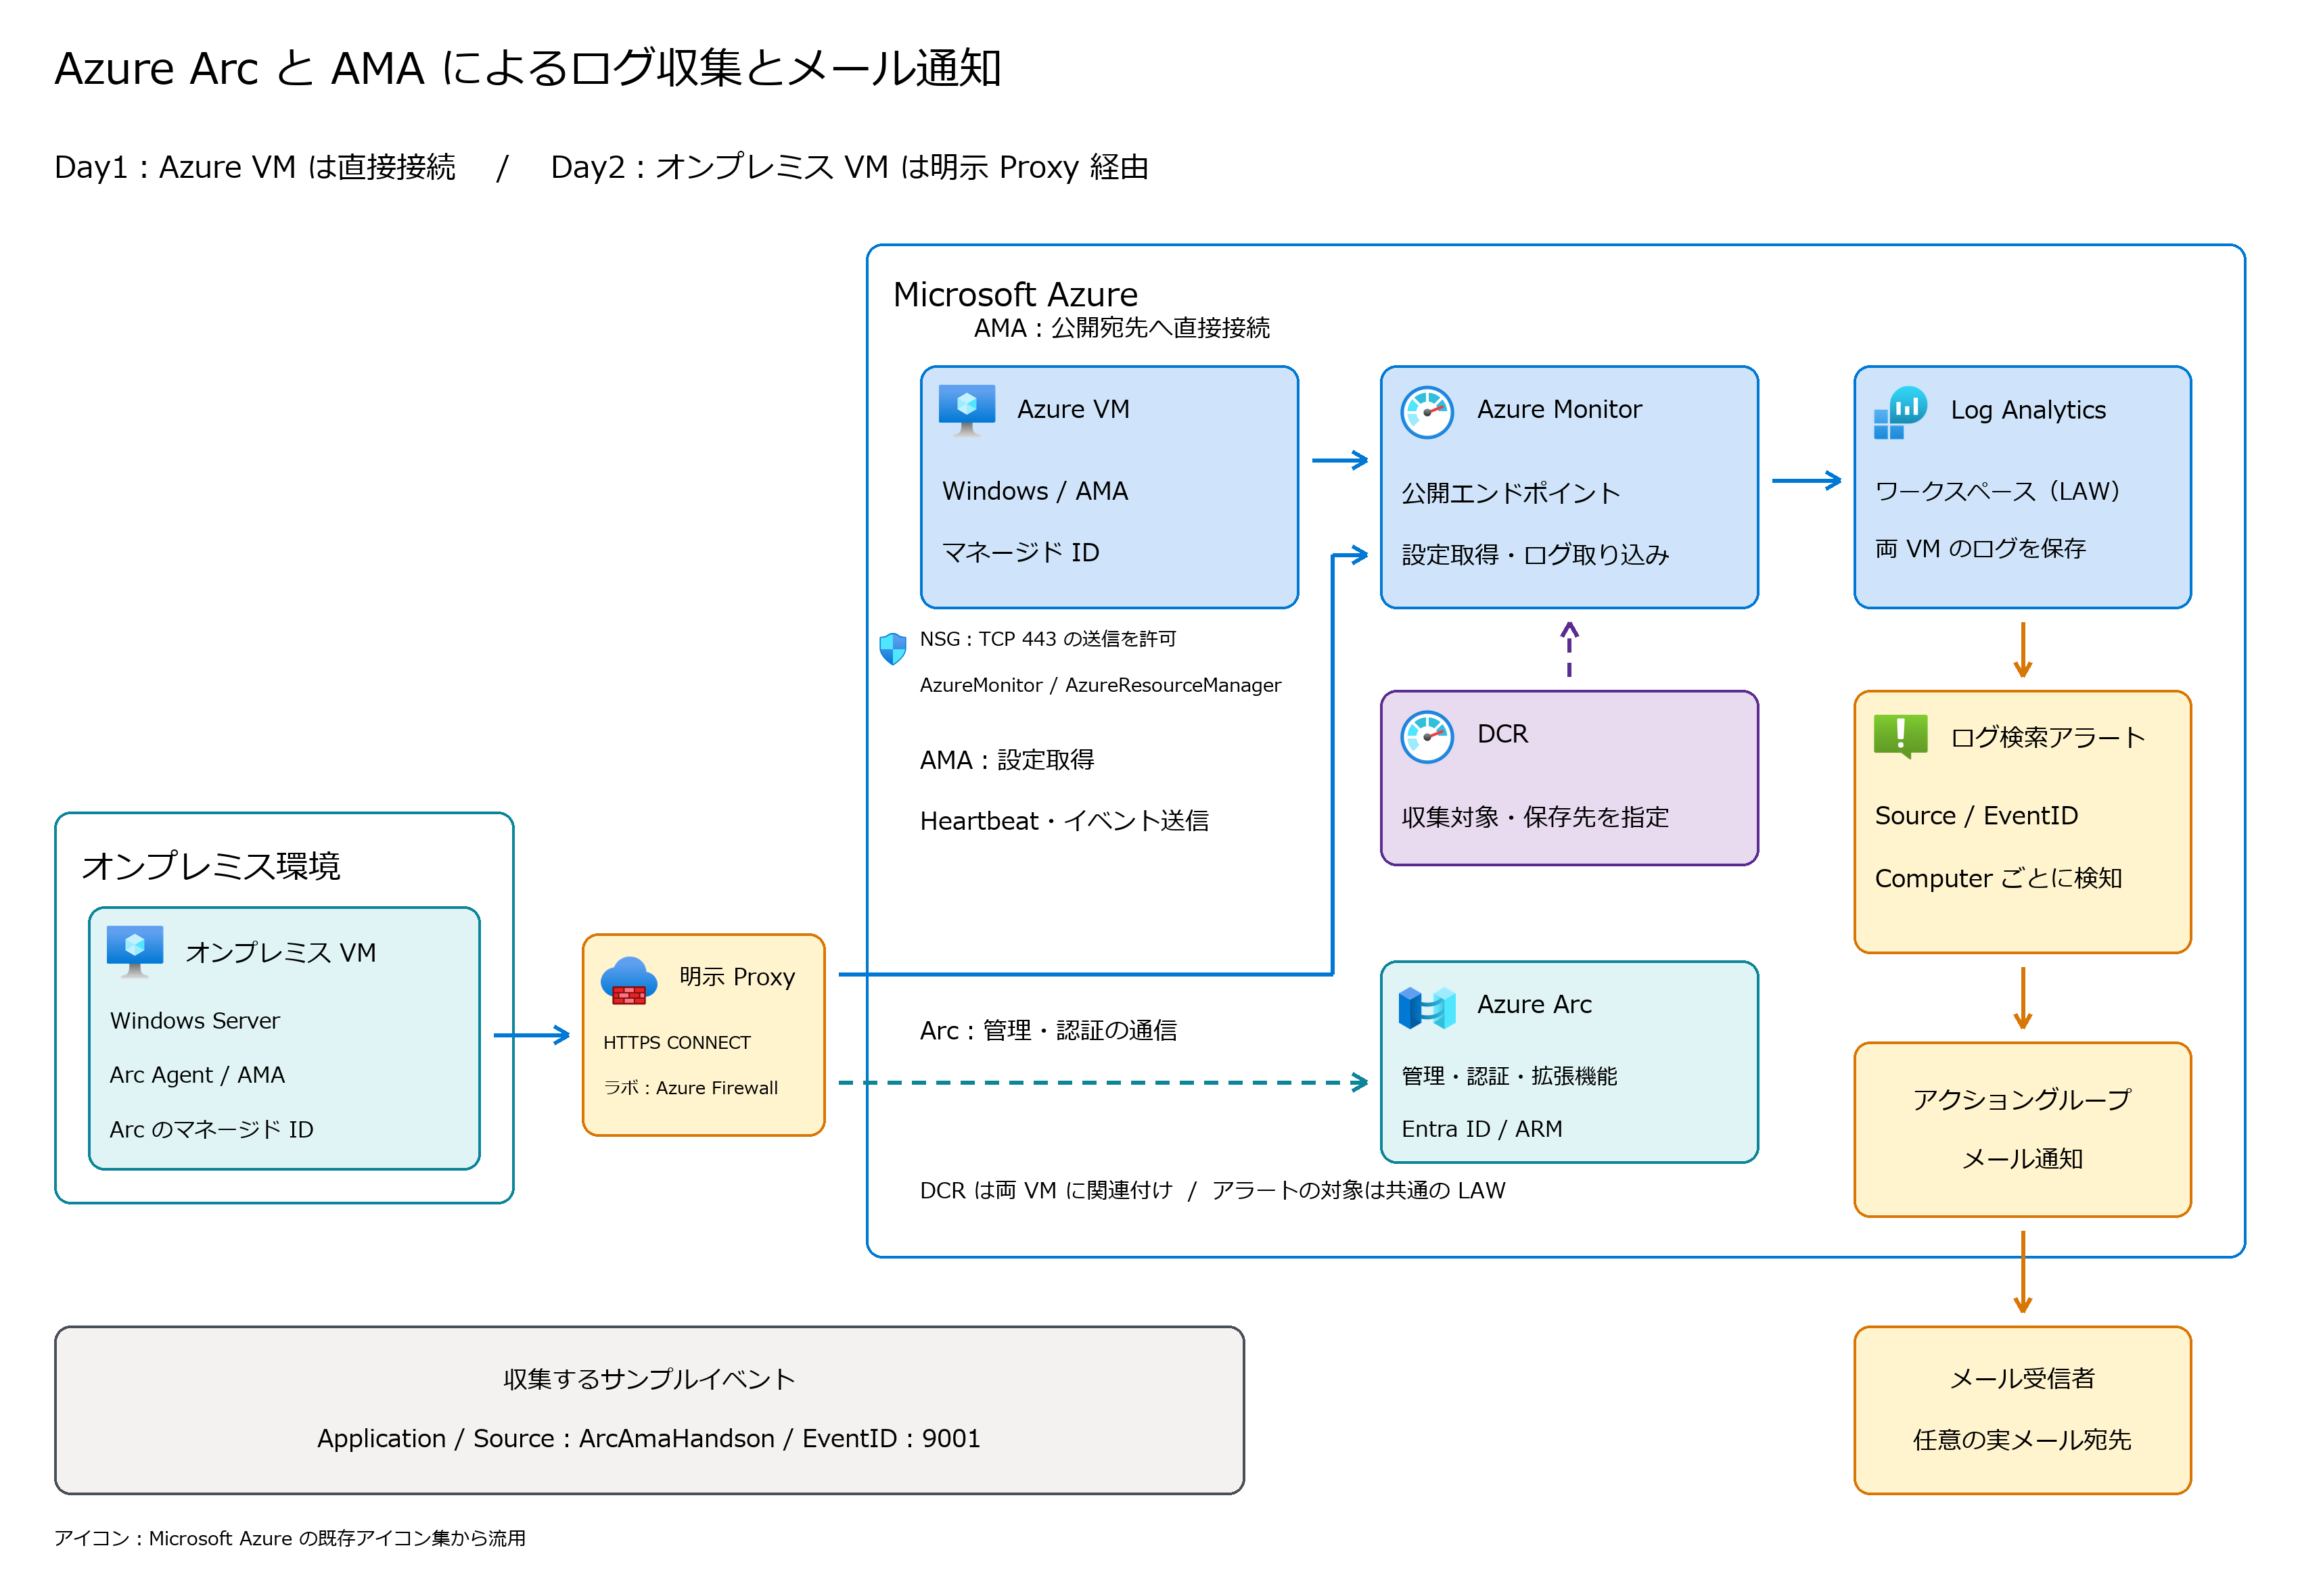 Azure Arc と AMA によるログ収集とメール通知
Day1：Azure VM は直接接続　/　Day2：オンプレミス VM は明示 Proxy 経由
Microsoft Azure
AMA：公開宛先へ直接接続
Azure VM
Windows / AMA
マネージド ID
Azure Monitor
公開エンドポイント
設定取得・ログ取り込み
Log Analytics
ワークスペース（LAW）
両 VM のログを保存
NSG：TCP 443 の送信を許可
AzureMonitor / AzureResourceManager
AMA：設定取得
Heartbeat・イベント送信
DCR
収集対象・保存先を指定
ログ検索アラート
Source / EventID
Computer ごとに検知
オンプレミス環境
オンプレミス VM
Windows Server
Arc Agent / AMA
Arc のマネージド ID
明示 Proxy
HTTPS CONNECT
ラボ：Azure Firewall
Arc：管理・認証の通信
Azure Arc
管理・認証・拡張機能
Entra ID / ARM
アクショングループ
メール通知
DCR は両 VM に関連付け / アラートの対象は共通の LAW
収集するサンプルイベント
Application / Source：ArcAmaHandson / EventID：9001
メール受信者
任意の実メール宛先
アイコン：Microsoft Azure の既存アイコン集から流用